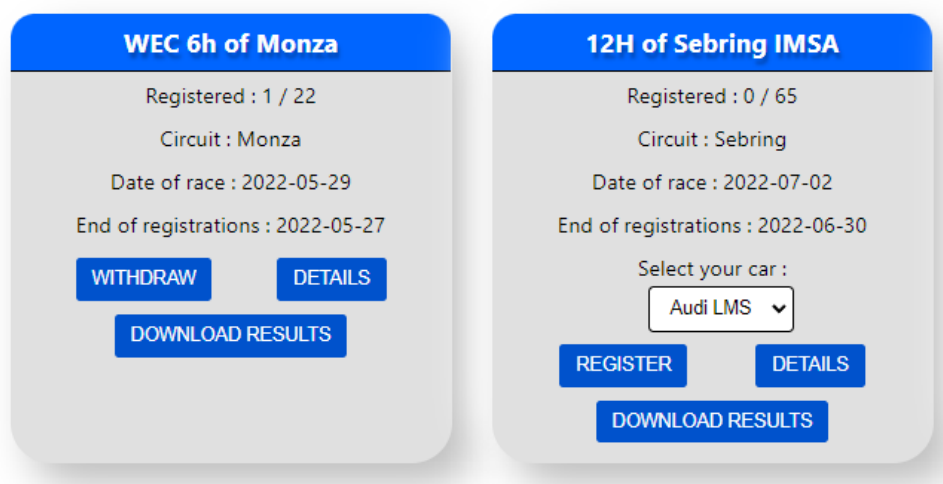 WEC 6h of Monza
Registered : 1 / 22
Circuit : Monza
Date of race : 2022-05-29
End of registrations : 2022-05-27
WITHDRAW
DETAILS
DOWNLOAD RESULTS
12H of Sebring IMSA
Registered : 0 / 65
Circuit : Sebring
Date of race : 2022-07-02
End of registrations : 2022-06-30
Select your car :
Audi LMS
REGISTER
DETAILS
DOWNLOAD RESULTS